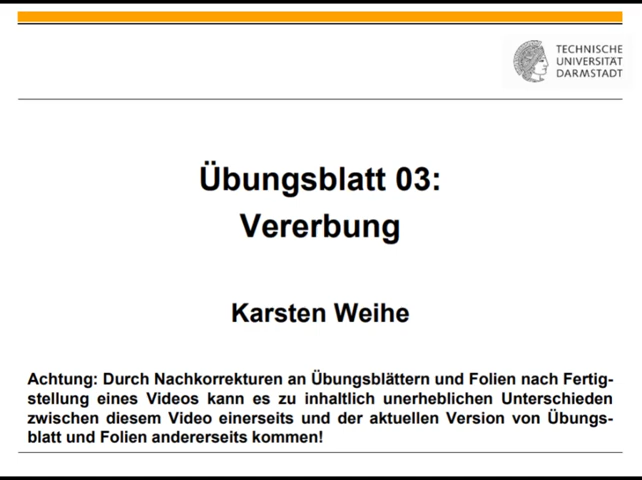 TECHNISCHE
UNIVERSITÄT
DARMSTADT
Übungsblatt 03:
Vererbung
Karsten Weihe
Achtung: Durch Nachkorrekturen an Übungsblättern und Folien nach Fertig-
stellung eines Videos kann es zu inhaltlich unerheblichen Unterschieden
zwischen diesem Video einerseits und der aktuellen Version von Übungs-
blatt und Folien andererseits kommen!